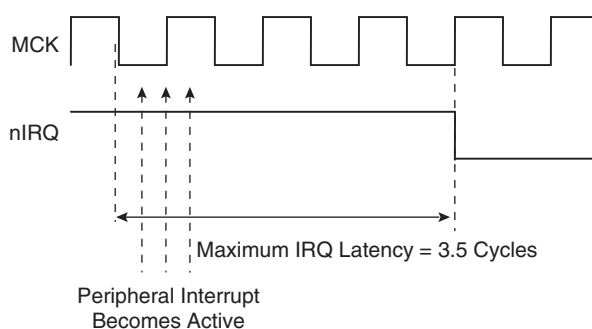 MCK
nIRQ
Maximum IRQ Latency = 3.5 Cycles
Peripheral Interrupt
Becomes Active